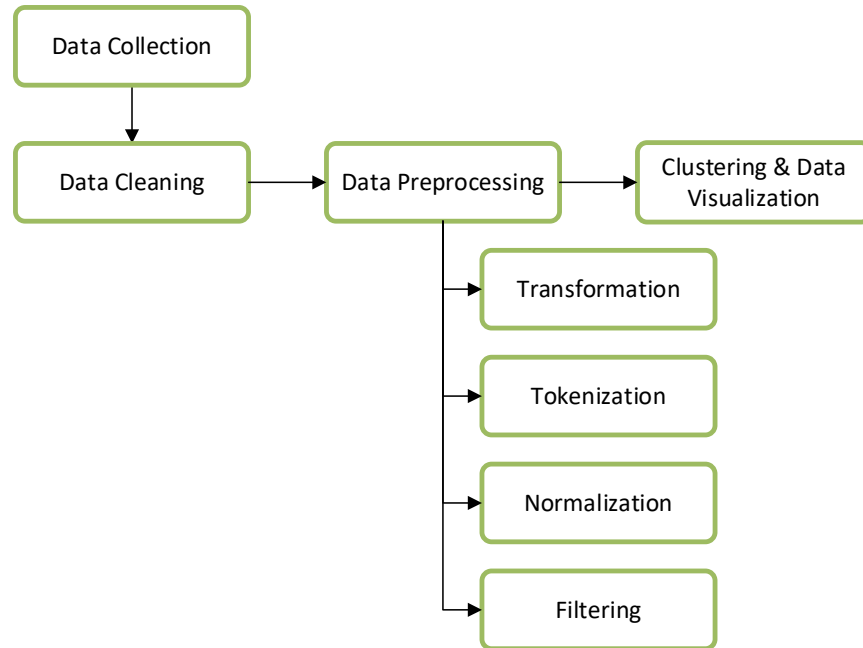 Data Collection
Data Cleaning
Data Preprocessing
Clustering & Data
Visualization
Transformation
Tokenization
Normalization
Filtering